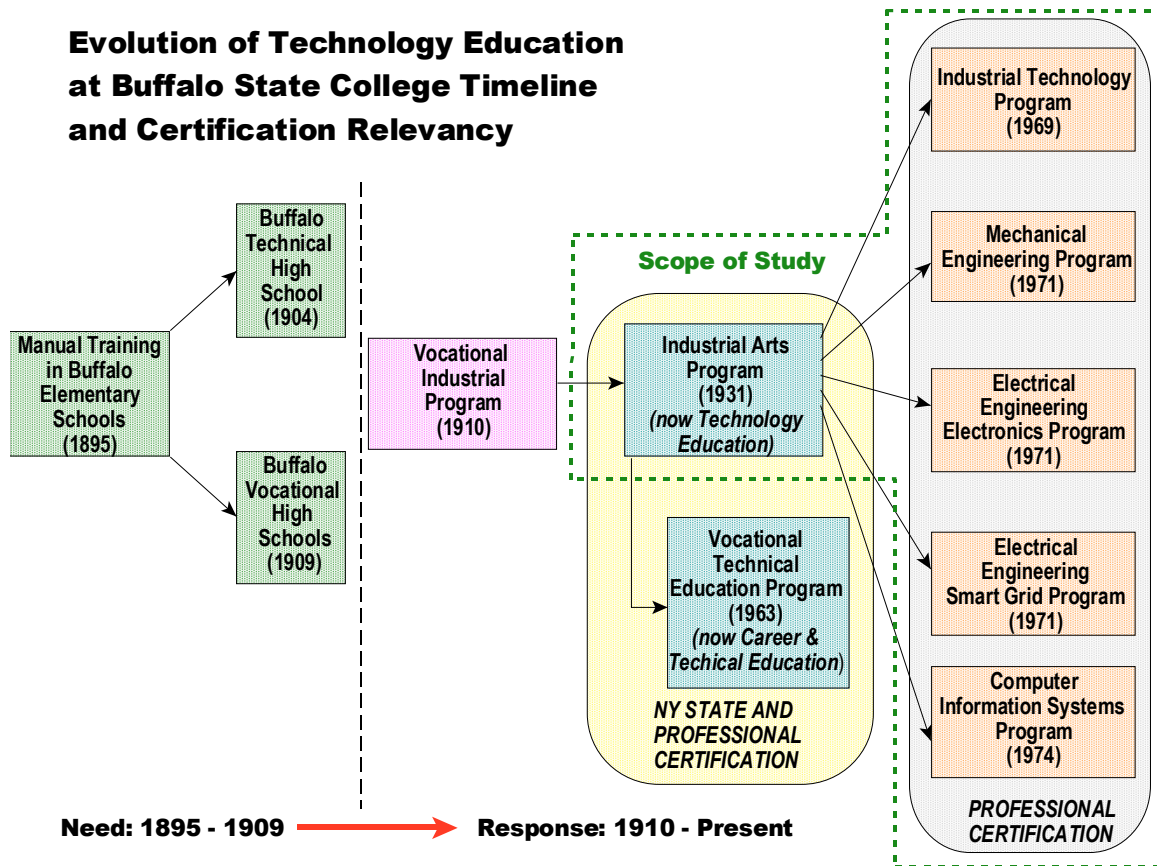 Evolution of Technology Education
at Buffalo State College Timeline
and Certification Relevancy
Manual Training
in Buffalo
Elementary
Schools
(1895)
Buffalo
Technical
High
School
(1904)
Buffalo
Vocational
High
Schools
(1909)
Vocational
Industrial
Program
(1910)
Scope of Study
Industrial Arts
Program
(1931)
(now Technology
Education)
Vocational
Technical
Education Program
(1963)
(now Career &
Techical Education)
NY STATE AND
PROFESSIONAL
CERTIFICATION
Industrial Technology
Program
(1969)
Mechanical
Engineering Program
(1971)
Electrical
Engineering
Electronics Program
(1971)
Electrical
Engineering
Smart Grid Program
(1971)
Computer
Information Systems
Program
(1974)
PROFESSIONAL
CERTIFICATION
Need: 1895 - 1909
Response: 1910 - Present